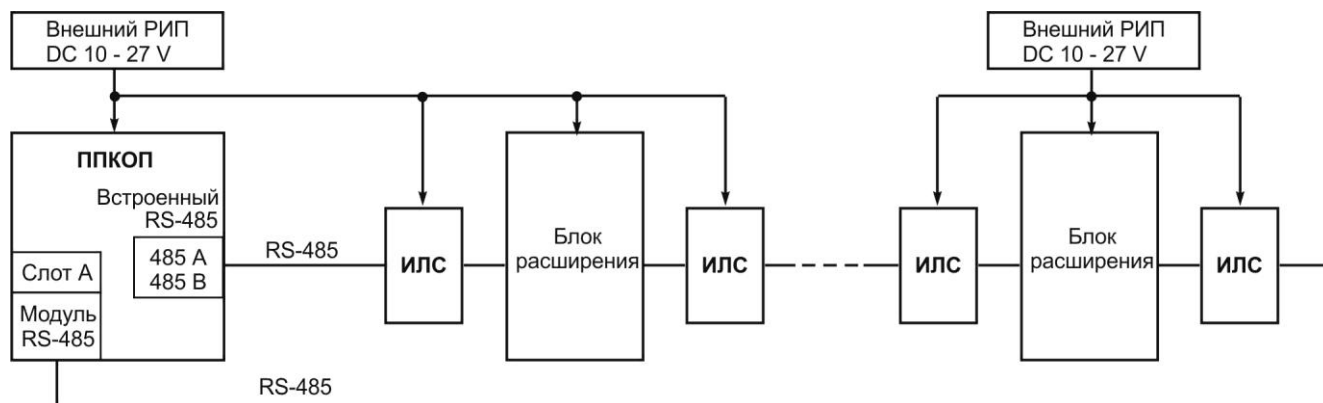 Внешний РИП
DC 10 - 27 V
Внешний РИП
DC 10 - 27 V
ППКОП
Встроенный
RS-485
485 A
485 B
Слот А
Модуль
RS-485
RS-485
ИЛС
Блок
расширения
ИЛС
ИЛС
Блок
расширения
ИЛС
RS-485